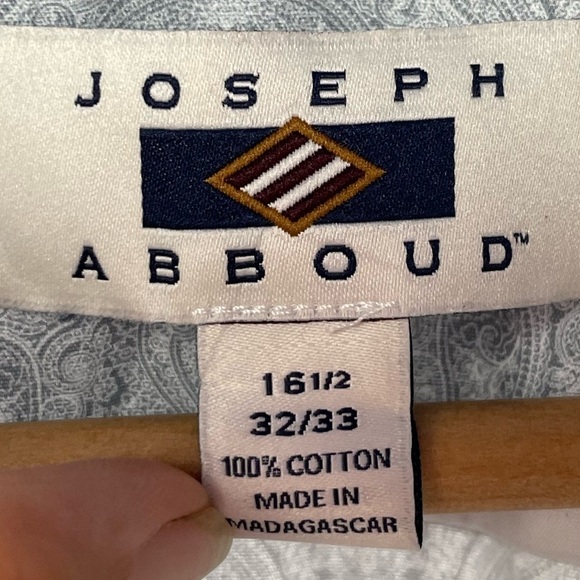 JOSEPH
ABBOUD™
16 1/2
32/33
100% COTTON
MADE IN
MADAGASCAR